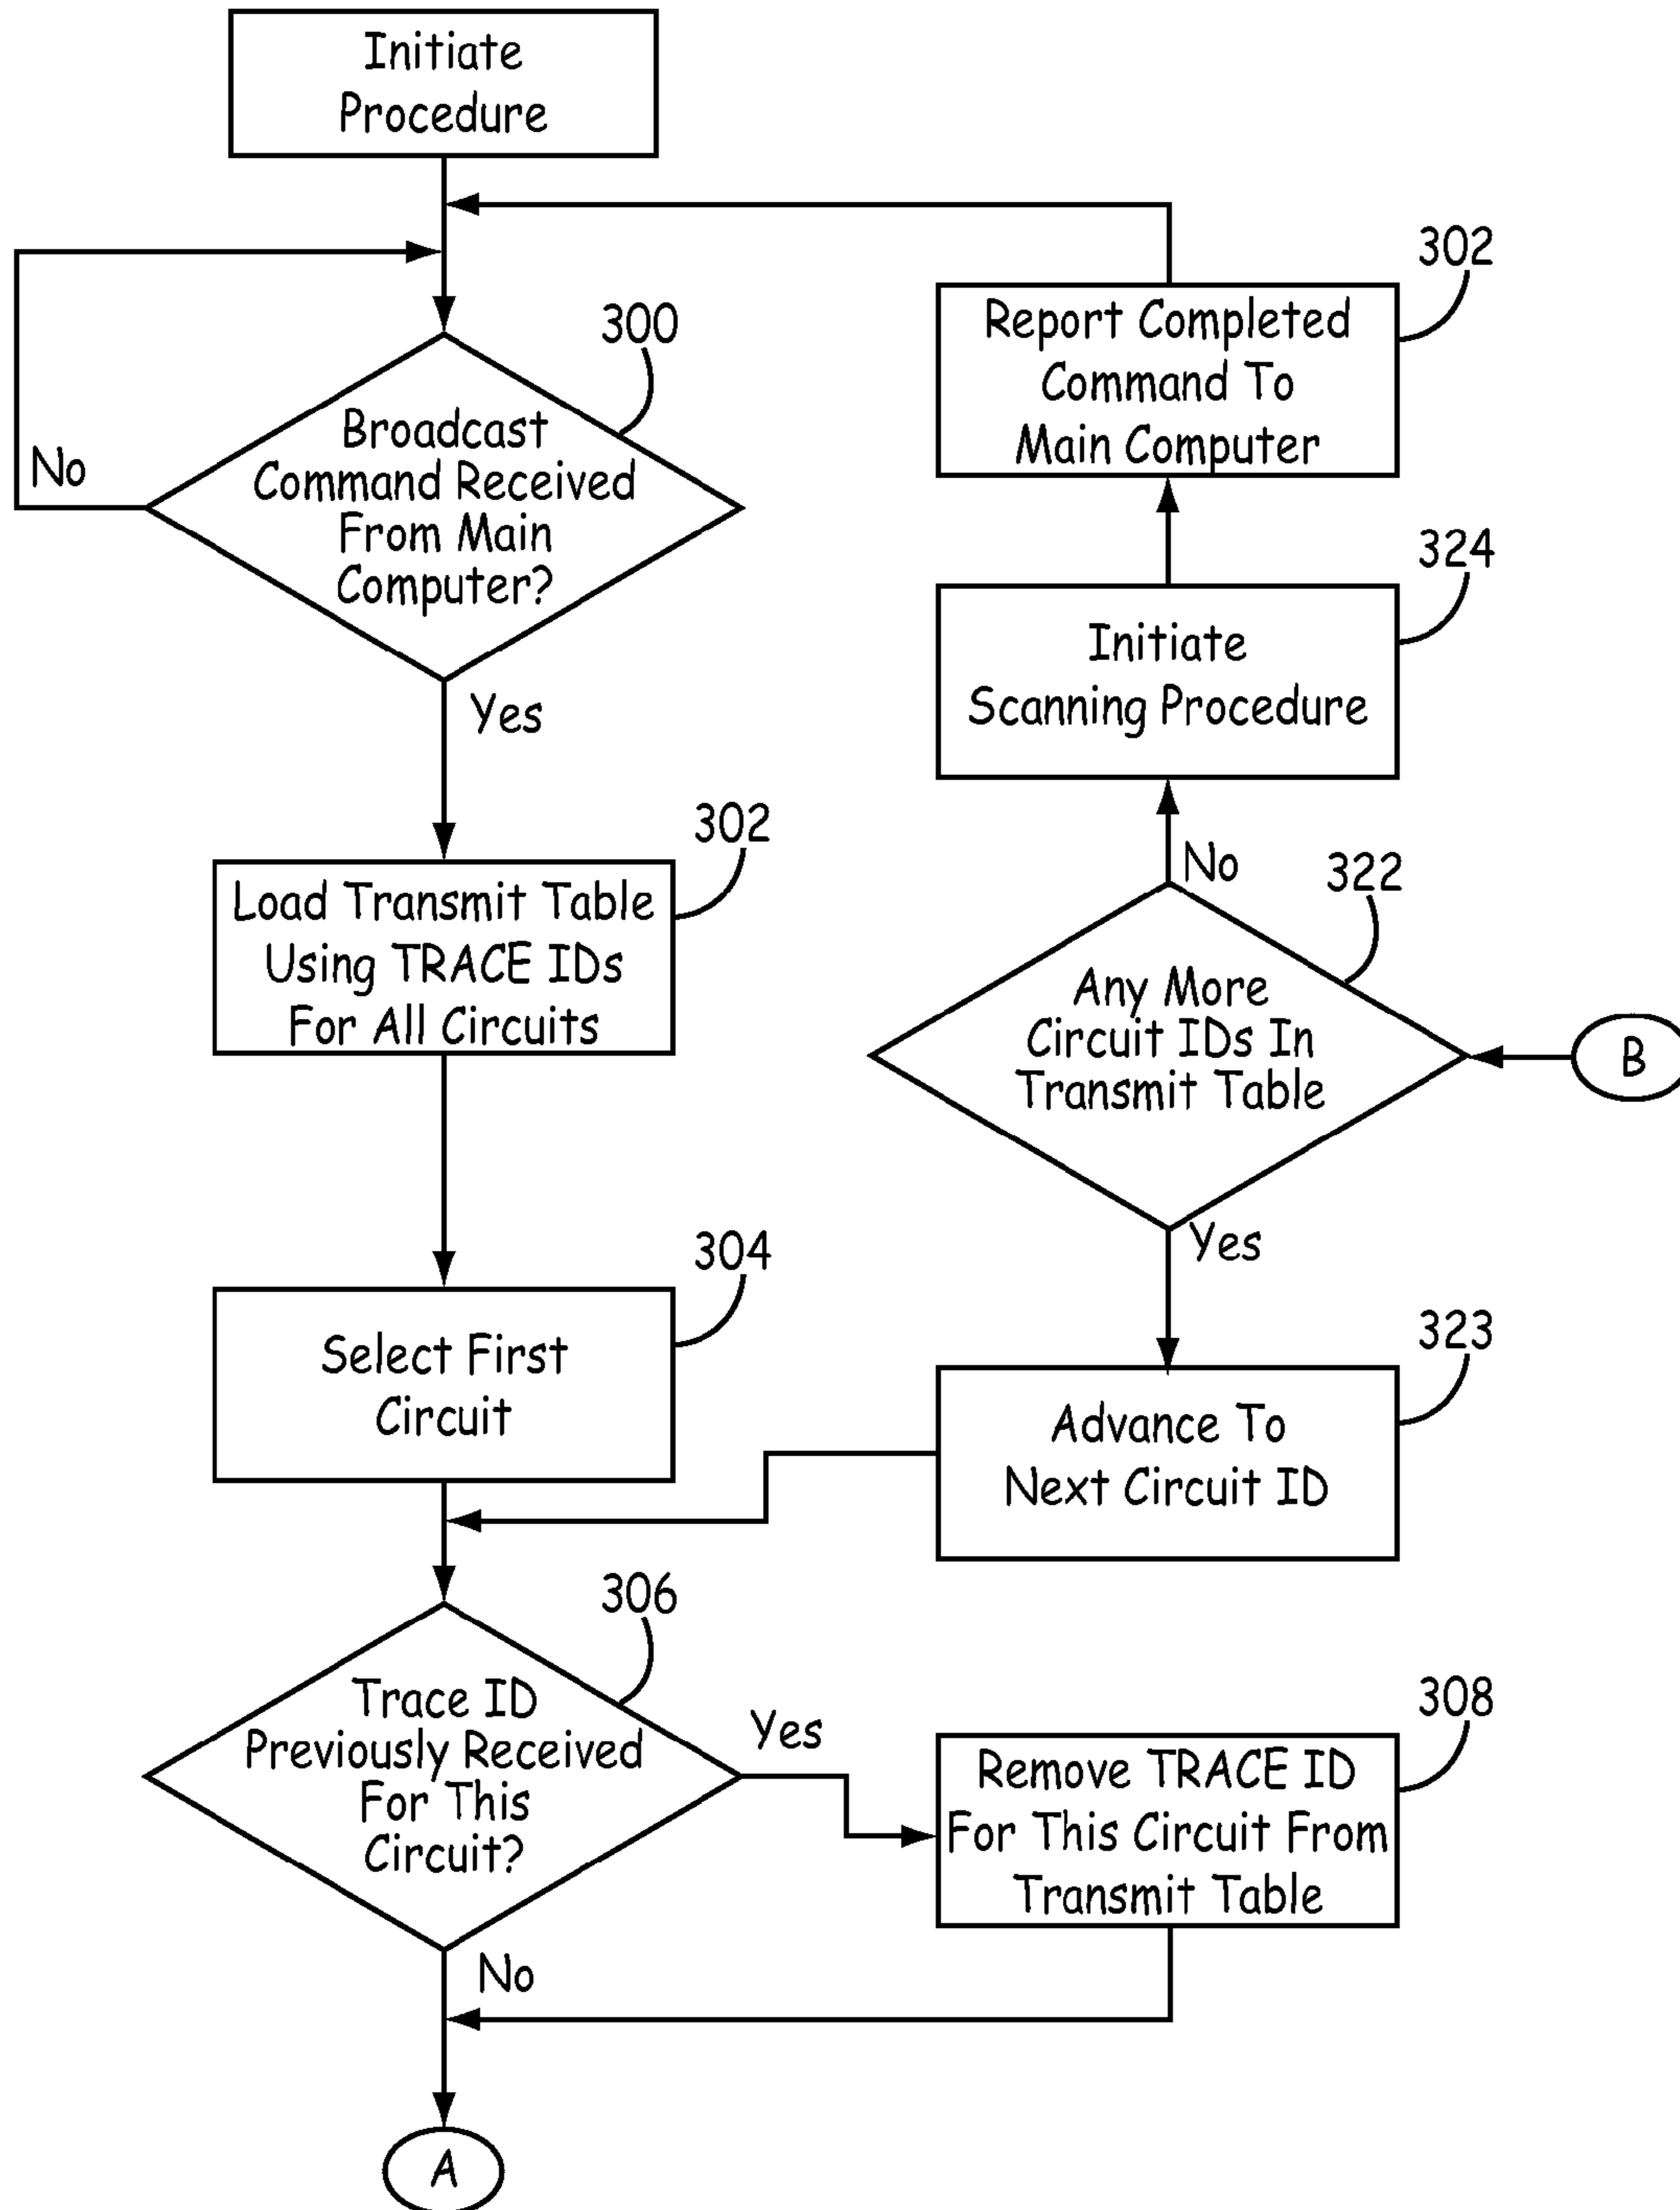 Initiate
Procedure
300
Broadcast
Command Received
From Main
Computer?
No
Yes
302
Load Transmit Table
Using TRACE IDs
For All Circuits
304
Select First
Circuit
306
Trace ID
Previously Received
For This
Circuit?
Yes
No
308
Remove TRACE ID
For This Circuit From
Transmit Table
A
B
322
Any More
Circuit IDs In
Transmit Table
No
Yes
323
Advance To
Next Circuit ID
324
Initiate
Scanning Procedure
302
Report Completed
Command To
Main Computer